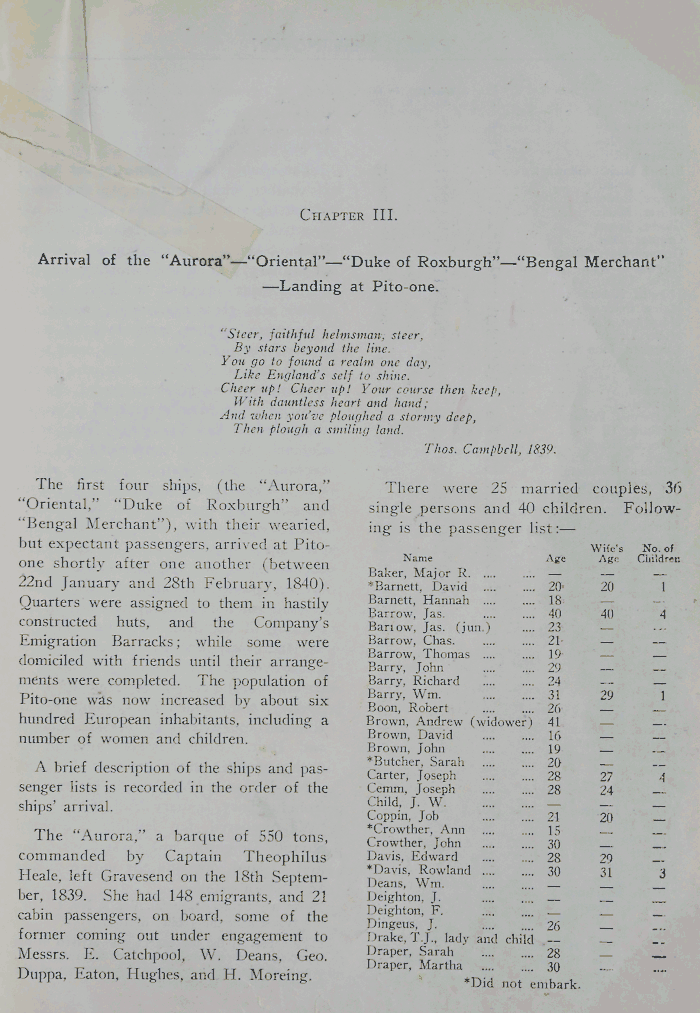 CHAPTER III.
Arrival of the “Aurora”—“Oriental”—“Duke of Roxburgh”—“Bengal Merchant”
—Landing at Pito-one.
“Steer, faithful helmsman, steer,
By stars beyond the line.
You go to found a realm one day,
Like England's self to shine.
Cheer up! Cheer up! Your course then keep,
With dauntless heart and hand;
And when you've ploughed a stormy deep,
Then plough a smiling land.
Thos. Campbell, 1839.
The first four ships, (the “Aurora,”
“Oriental,” “Duke of Roxburgh” and
“Bengal Merchant”), with their wearied,
but expectant passengers, arrived at Pito-
one shortly after one another (between
22nd January and 28th February, 1840).
Quarters were assigned to them in hastily
constructed huts, and the Company's
Emigration Barracks; while some were
domiciled with friends until their arrange-
ments were completed. The population of
Pito-one was now increased by about six
hundred European inhabitants, including a
number of women and children.
A brief description of the ships and pas-
senger lists is recorded in the order of the
ships' arrival.
The “Aurora,” a barque of 550 tons,
commanded by Captain Theophilus
Heale, left Gravesend on the 18th Septem-
ber, 1839. She had 148 emigrants, and 21
cabin passengers, on board, some of the
former coming out under engagement to
Messrs. E. Catchpool, W. Deans, Geo.
Duppa, Eaton, Hughes, and H. Moreing.
There were 25 married couples, 36
single persons and 40 children. Follow-
ing is the passenger list:—
Name Age Wife's Age No. of Children
Baker, Major R. .... .... — — —
*Barnett, David .... .... 20 20 1
Barnett, Hannah .... .... 18 — —
Barrow, Jas. .... .... 40 40 4
Barrow, Jas. (jun.) .... 23 — —
Barrow, Chas. .... .... 21 — —
Barrow, Thomas .... .... 19 — —
Barry, John .... .... 29 — —
Barry, Richard .... .... 24 — —
Barry, Wm. .... .... 31 29 1
Boon, Robert .... .... 26 — —
Brown, Andrew (widower) 41 — —
Brown, David .... .... 16 — —
Brown, John .... .... 19 — —
*Butcher, Sarah .... .... 20 — —
Carter, Joseph .... .... 28 27 4
Cemm, Joseph .... .... 28 24 —
Child, J. W. .... .... — — —
Coppin, Job .... .... 21 20 —
*Crowther, Ann .... .... 15 — —
Crowther, John .... .... 30 — —
Davis, Edward .... .... 28 29 —
*Davis, Rowland .... .... 30 31 3
Deans, Wm. .... .... — — —
Deighton, J. .... .... — — —
Deighton, F. .... .... — — —
Dingeus, J. .... .... 26 — —
Drake, T.J., lady and child — — —
Draper, Sarah .... .... 28 — —
Draper, Martha .... .... 30 — ....
*Did not embark.